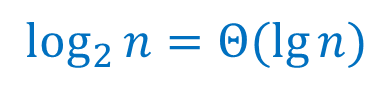 log₂ n = Θ(lg n)